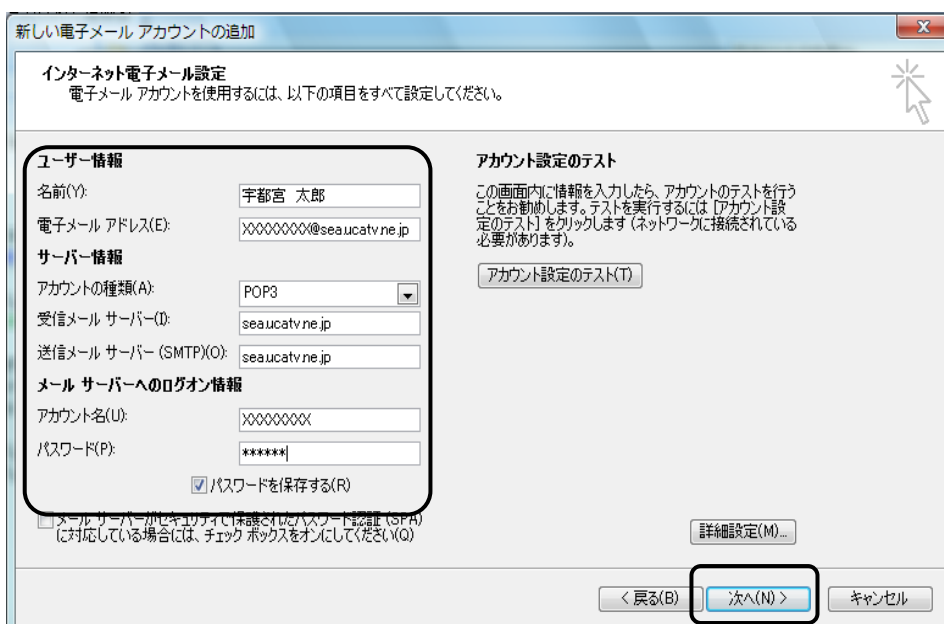 新しい電子メール アカウントの追加
インターネット電子メール設定
電子メール アカウントを使用するには、以下の項目をすべて設定してください。
ユーザー情報
名前(Y):
宇都宮 太郎
電子メール アドレス(E):
XXXXXXXX@sea.ucatv.ne.jp
サーバー情報
アカウントの種類(A):
POP3
受信メール サーバー(I):
sea.ucatv.ne.jp
送信メール サーバー (SMTP)(O):
sea.ucatv.ne.jp
メール サーバーへのログオン情報
アカウント名(U):
XXXXXXXX
パスワード(P):
******
パスワードを保存する(R)
メール サーバーがセキュリティで保護されたパスワード認証 (SPA)
に対応している場合には、チェック ボックスをオンにしてください(Q)
アカウント設定のテスト
この画面内に情報を入力したら、アカウントのテストを行う
ことをお勧めします。テストを実行するには [アカウント設
定のテスト] をクリックします (ネットワークに接続されている
必要があります)。
アカウント設定のテスト(T)
詳細設定(M)...
< 戻る(B)
次へ(N) >
キャンセル